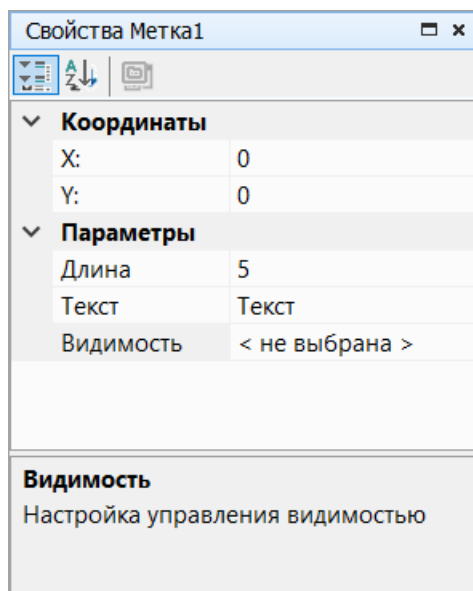 Свойства Метка1
Координаты
X: 0
Y: 0
Параметры
Длина 5
Текст Текст
Видимость < не выбрана >
Видимость
Настройка управления видимостью